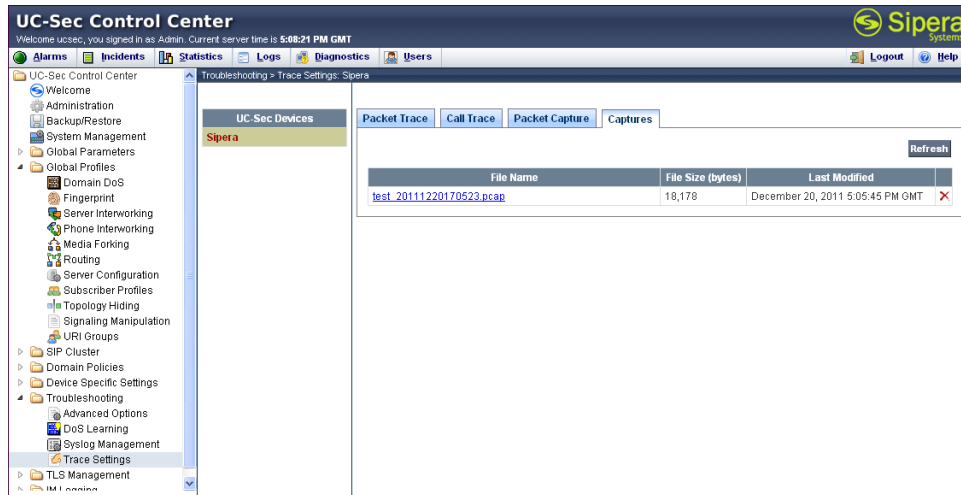 UC-Sec Control Center
Sipera
Systems
Welcome ucsec, you signed in as Admin. Current server time is 5:08:21 PM GMT
Alarms Incidents Statistics Logs Diagnostics Users Logout Help
UC-Sec Control Center
Welcome
Administration
Backup/Restore
System Management
Global Parameters
Global Profiles
Domain DoS
Fingerprint
Server Interworking
Phone Interworking
Media Forking
Routing
Server Configuration
Subscriber Profiles
Topology Hiding
Signaling Manipulation
URI Groups
SIP Cluster
Domain Policies
Device Specific Settings
Troubleshooting
Advanced Options
DoS Learning
Syslog Management
Trace Settings
TLS Management
IM Logging
Troubleshooting > Trace Settings: Sipera
UC-Sec Devices
Sipera
Packet Trace Call Trace Packet Capture Captures
Refresh
File Name File Size (bytes) Last Modified
test_20111220170523.pcap 18,178 December 20, 2011 5:05:45 PM GMT